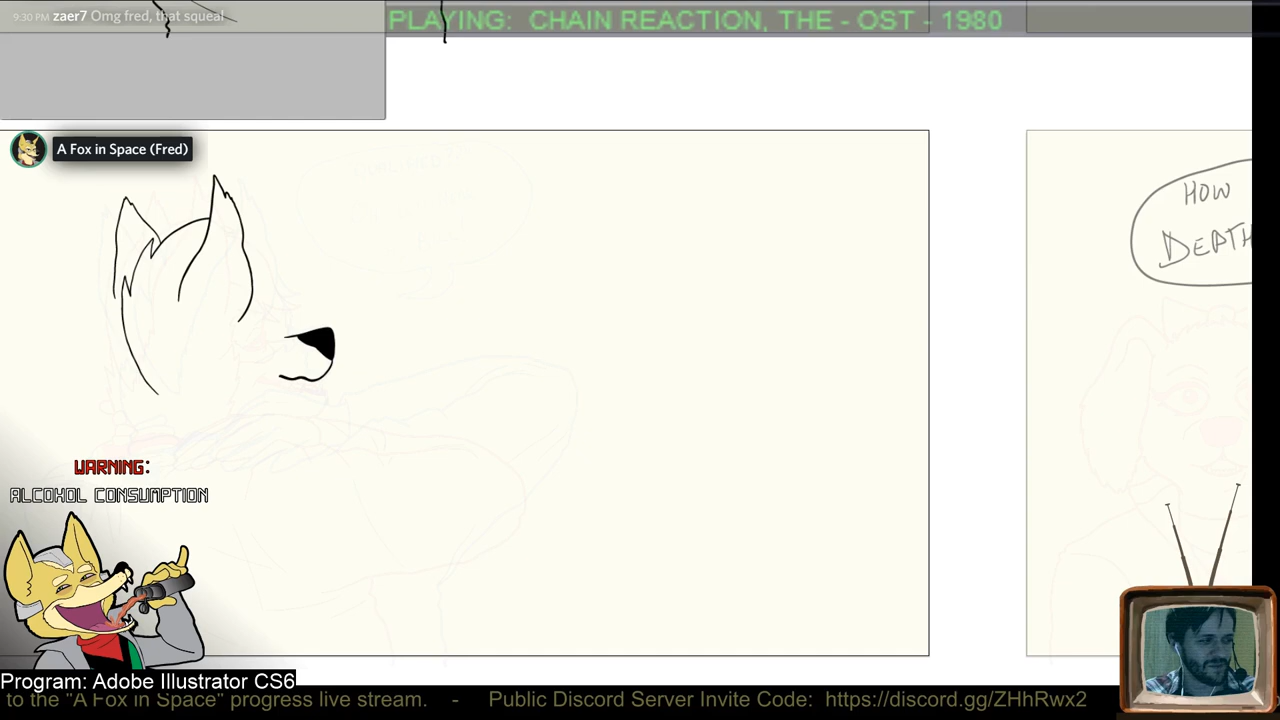 9:30 PM zaer7 Omg fred, that squeal
PLAYING: CHAIN REACTION, THE - OST - 1980
A Fox in Space (Fred)
HOW
DEATH
WARNING:
ALCOHOL CONSUMPTION
Program: Adobe Illustrator CS6
to the "A Fox in Space" progress live stream. - Public Discord Server Invite Code: https://discord.gg/ZHhRwx2